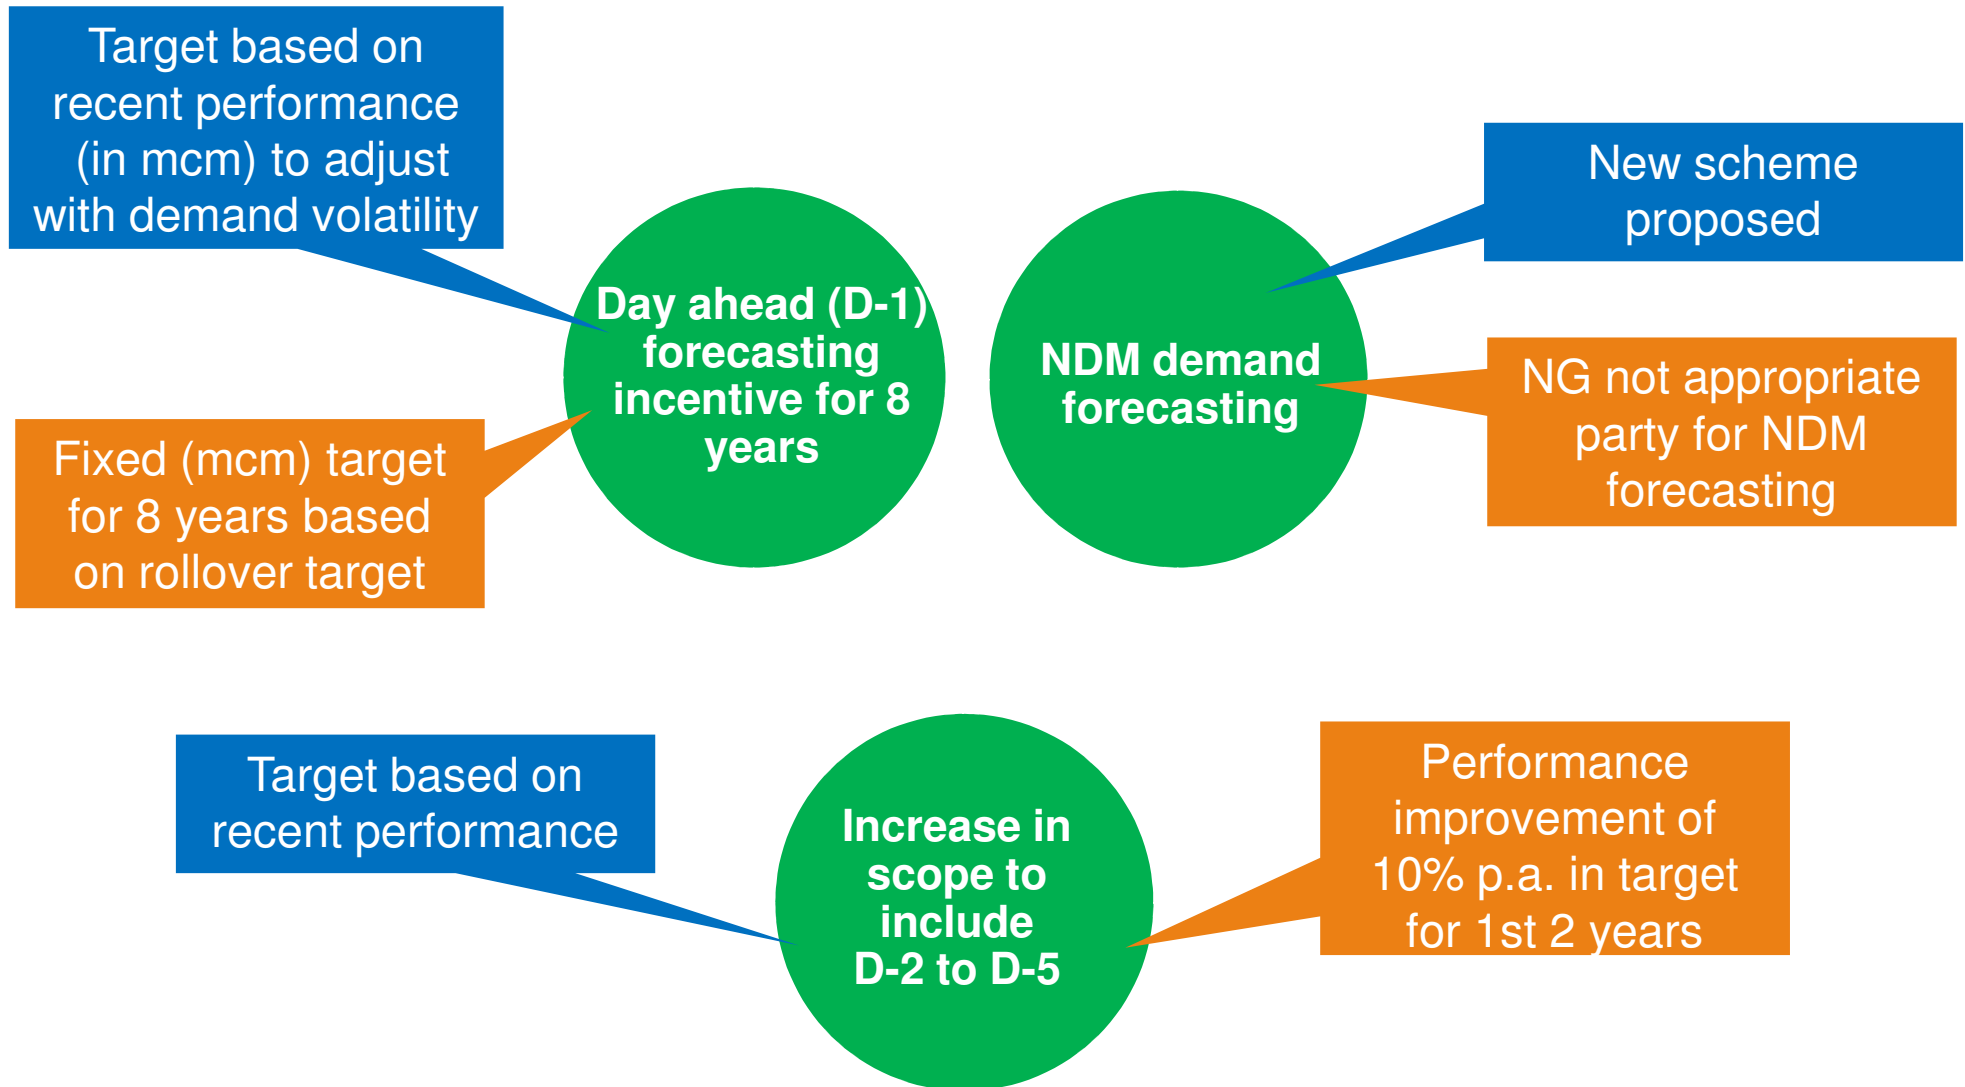 Target based on
recent performance
(in mcm) to adjust
with demand volatility
Day ahead (D-1)
forecasting
incentive for 8
years
Fixed (mcm) target
for 8 years based
on rollover target
New scheme
proposed
NDM demand
forecasting
NG not appropriate
party for NDM
forecasting
Target based on
recent performance
Increase in
scope to
include
D-2 to D-5
Performance
improvement of
10% p.a. in target
for 1st 2 years